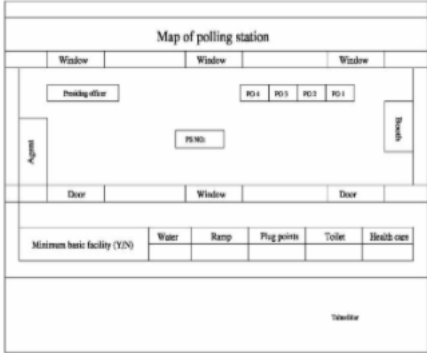 Map of polling station
Window Window Window
Presiding officer PO 4 PO 3 PO 2 PO 1
Agent
PS NO:
Booth
Door Window Door
Minimum basic facility (Y/N) Water Ramp Plug points Toilet Health care